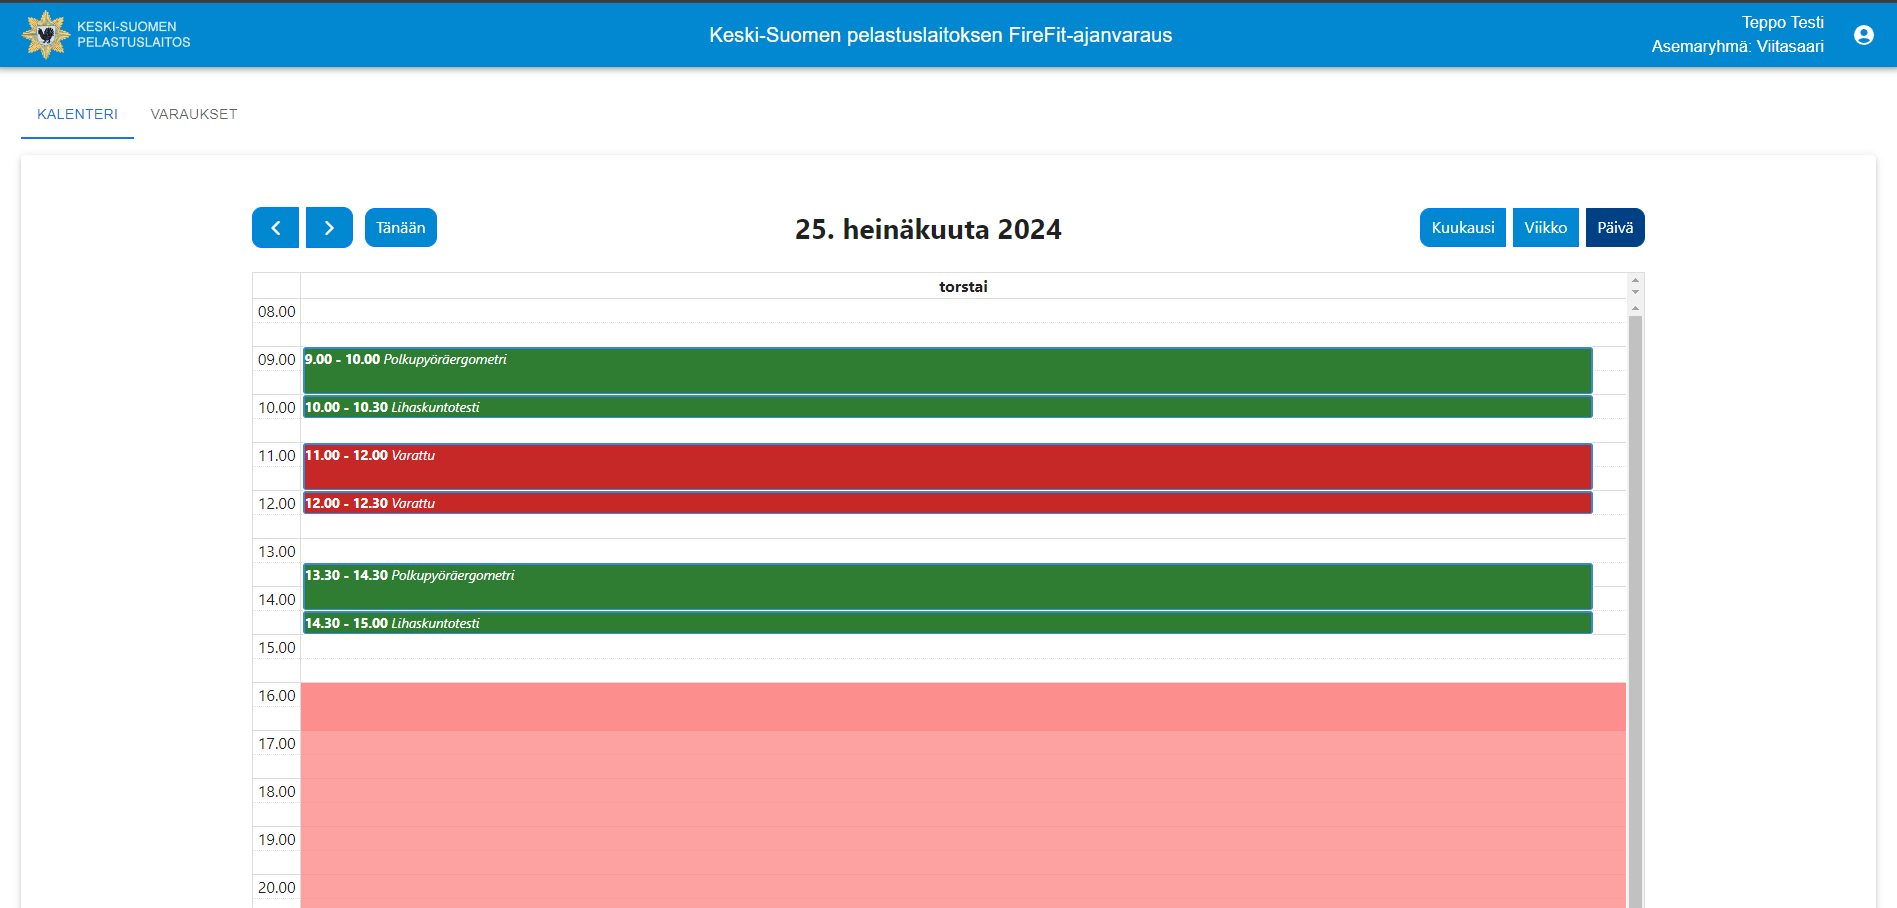 KESKI-SUOMEN
PELASTUSLAITOS
Keski-Suomen pelastuslaitoksen FireFit-ajanvaraus
Teppo Testi
Asemaryhmä: Viitasaari
KALENTERI
VARAUKSET
Tänään
25. heinäkuuta 2024
Kuukausi
Viikko
Päivä
torstai
08.00
09.00
9.00 - 10.00 Polkupyöräergometri
10.00
10.00 - 10.30 Lihaskuntotesti
11.00
11.00 - 12.00 Varattu
12.00
12.00 - 12.30 Varattu
13.00
13.30 - 14.30 Polkupyöräergometri
14.00
14.30 - 15.00 Lihaskuntotesti
15.00
16.00
17.00
18.00
19.00
20.00